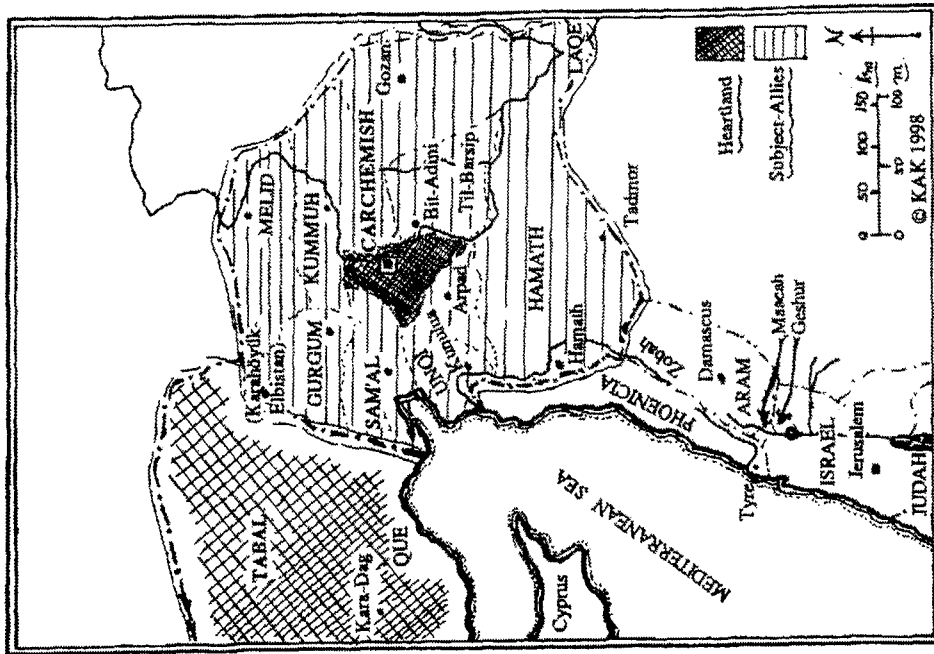 TABAL
Kara-Dag
QUE
(Karahöyük-
Elbistan)
MELID
GURGUM
KUMMUH
SAM'AL
CARCHEMISH
Gozan
Bit-Adini
Til-Barsip
UNQI
Arpad
LAQE
HAMATH
Hamath
Tadmor
Zobah
PHOENICIA
Damascus
ARAM
Maacah
Geshur
Tyre
ISRAEL
Jerusalem
JUDAH
Cyprus
MEDITERRANEAN SEA
Heartland
Subject-Allies
N
0 50 100 150 km
0 50 100 m
© KAK 1998